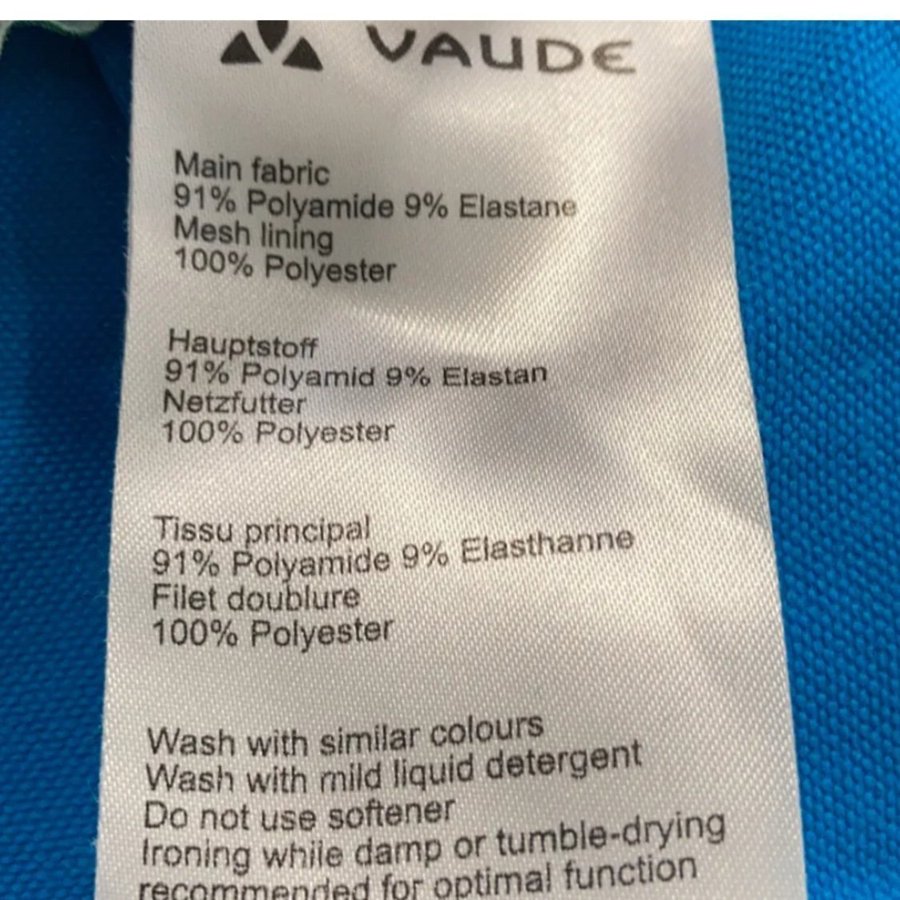 VAUDE
Main fabric
91% Polyamide 9% Elastane
Mesh lining
100% Polyester
Hauptstoff
91% Polyamid 9% Elastan
Netzfutter
100% Polyester
Tissu principal
91% Polyamide 9% Elasthanne
Filet doublure
100% Polyester
Wash with similar colours
Wash with mild liquid detergent
Do not use softener
Ironing while damp or tumble-drying
recommended for optimal function